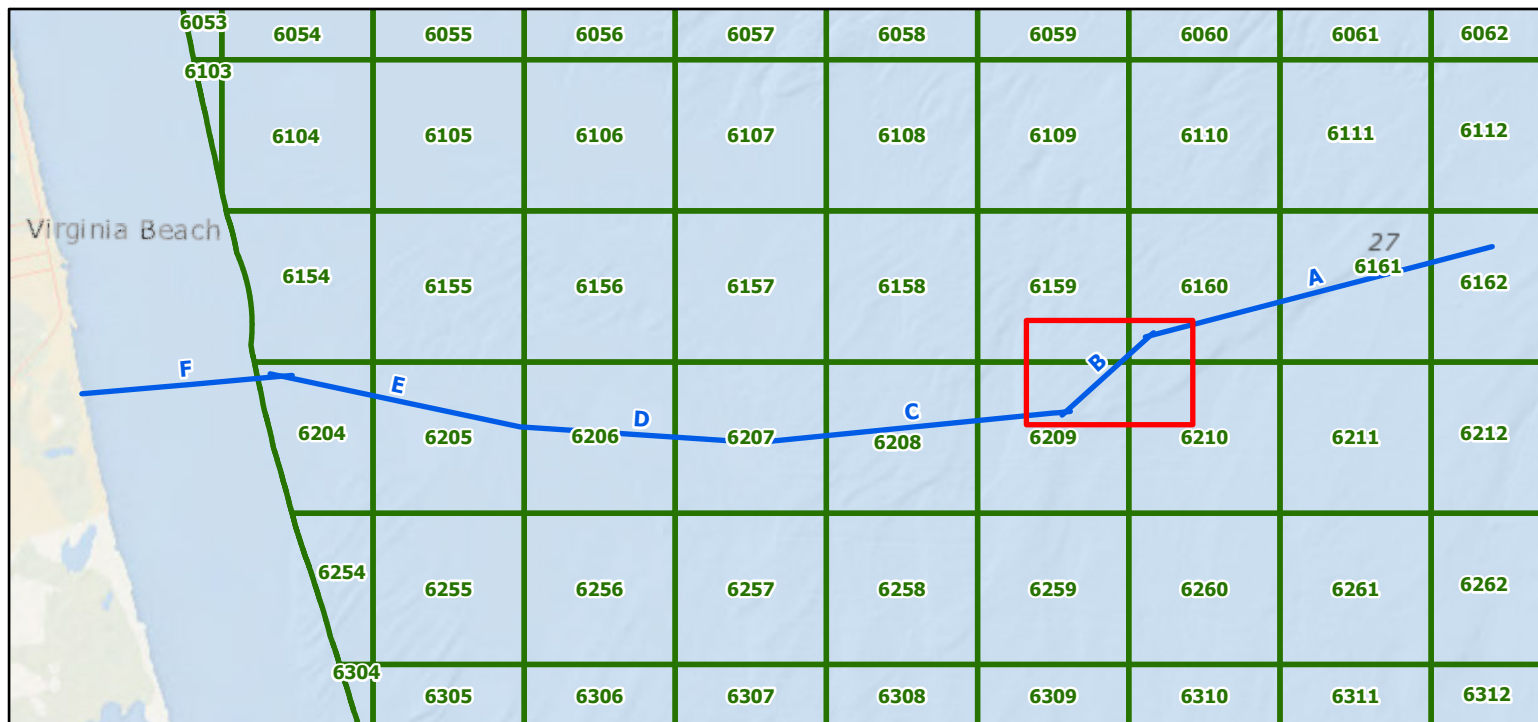 6053
6054 6055 6056 6057 6058 6059 6060 6061 6062
6103
6104 6105 6106 6107 6108 6109 6110 6111 6112
Virginia Beach
27
A
6161
6154 6155 6156 6157 6158 6159 6160 6162
B
F
E
D
C
6204 6205 6206 6207 6208 6209 6210 6211 6212
6254 6255 6256 6257 6258 6259 6260 6261 6262
6304
6305 6306 6307 6308 6309 6310 6311 6312